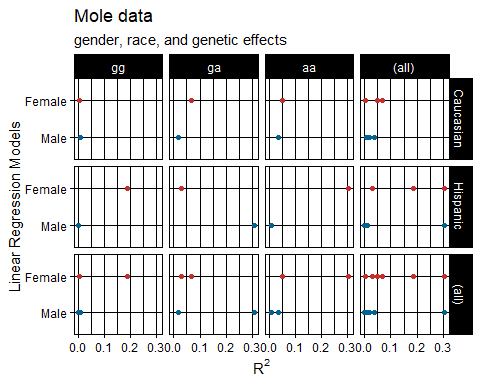 Mole data
gender, race, and genetic effects
gg ga aa (all)
Linear Regression Models
Female
Male
Caucasian
Female
Male
Hispanic
Female
Male
(all)
0.0 0.1 0.2 0.3 0.0 0.1 0.2 0.3 0.0 0.1 0.2 0.3 0.0 0.1 0.2 0.3
R²